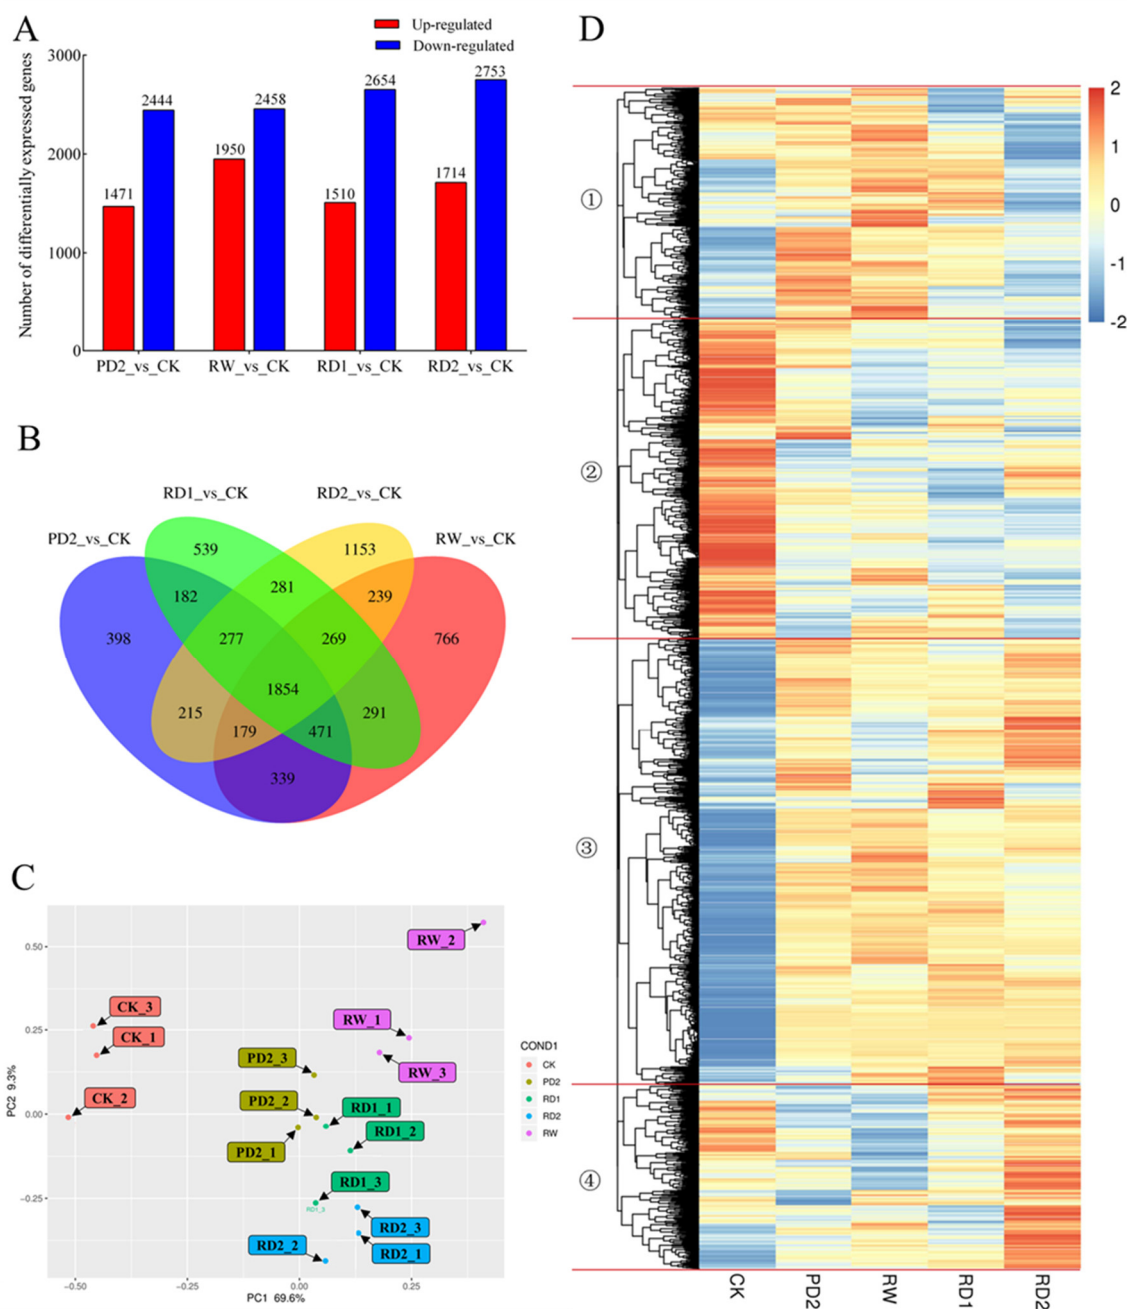 A
Up-regulated
Down-regulated
Number of differentially expressed genes
3000
2000
1000
0
1471
2444
1950
2458
1510
2654
1714
2753
PD2_vs_CK
RW_vs_CK
RD1_vs_CK
RD2_vs_CK
B
RD1_vs_CK
RD2_vs_CK
PD2_vs_CK
RW_vs_CK
539
1153
182
281
239
398
277
269
766
1854
215
179
471
291
339
C
PC2 9.3%
0.50
0.25
0.00
−0.25
RW_2
CK_3
CK_1
CK_2
RW_1
RW_3
PD2_3
PD2_2
PD2_1
RD1_1
RD1_2
RD1_3
RD1_3
RD2_3
RD2_1
RD2_2
−0.50
−0.25
0.00
0.25
PC1 69.6%
COND1
CK
PD2
RD1
RD2
RW
D
①
②
③
④
2
1
0
-1
-2
CK
PD2
RW
RD1
RD2